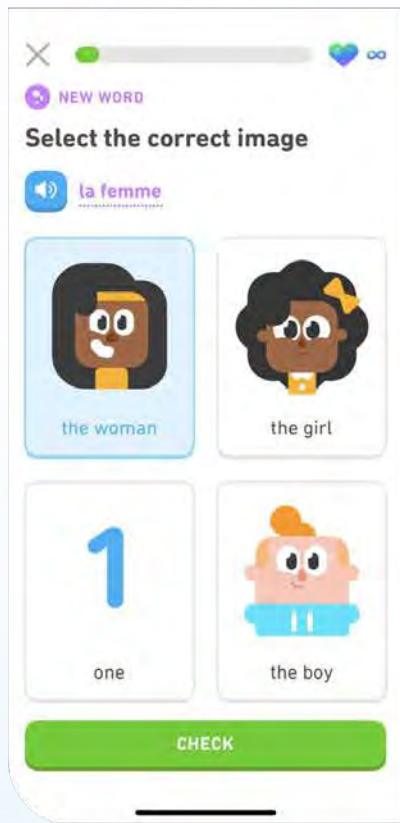 ∞
NEW WORD
Select the correct image
la femme
the woman
the girl
1
one
the boy
CHECK